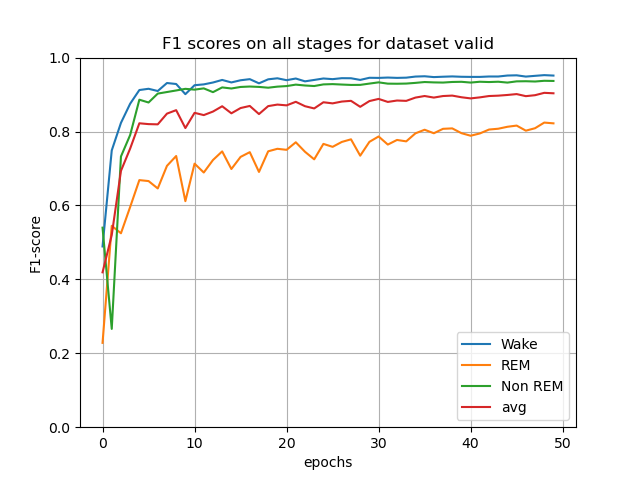 F1 scores on all stages for dataset valid
1.0
0.8
0.6
0.4
0.2
0.0
F1-score
0 10 20 30 40 50
epochs
Wake
REM
Non REM
avg